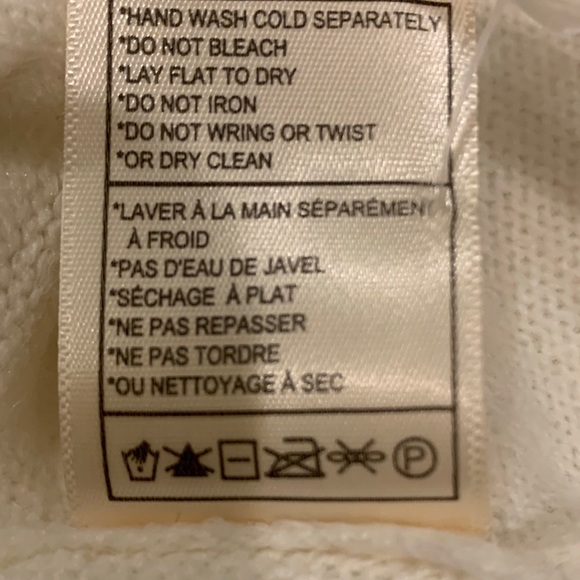 *HAND WASH COLD SEPARATELY
*DO NOT BLEACH
*LAY FLAT TO DRY
*DO NOT IRON
*DO NOT WRING OR TWIST
*OR DRY CLEAN
*LAVER À LA MAIN SÉPARÉMENT
À FROID
*PAS D'EAU DE JAVEL
*SÉCHAGE À PLAT
*NE PAS REPASSER
*NE PAS TORDRE
*OU NETTOYAGE À SEC
P